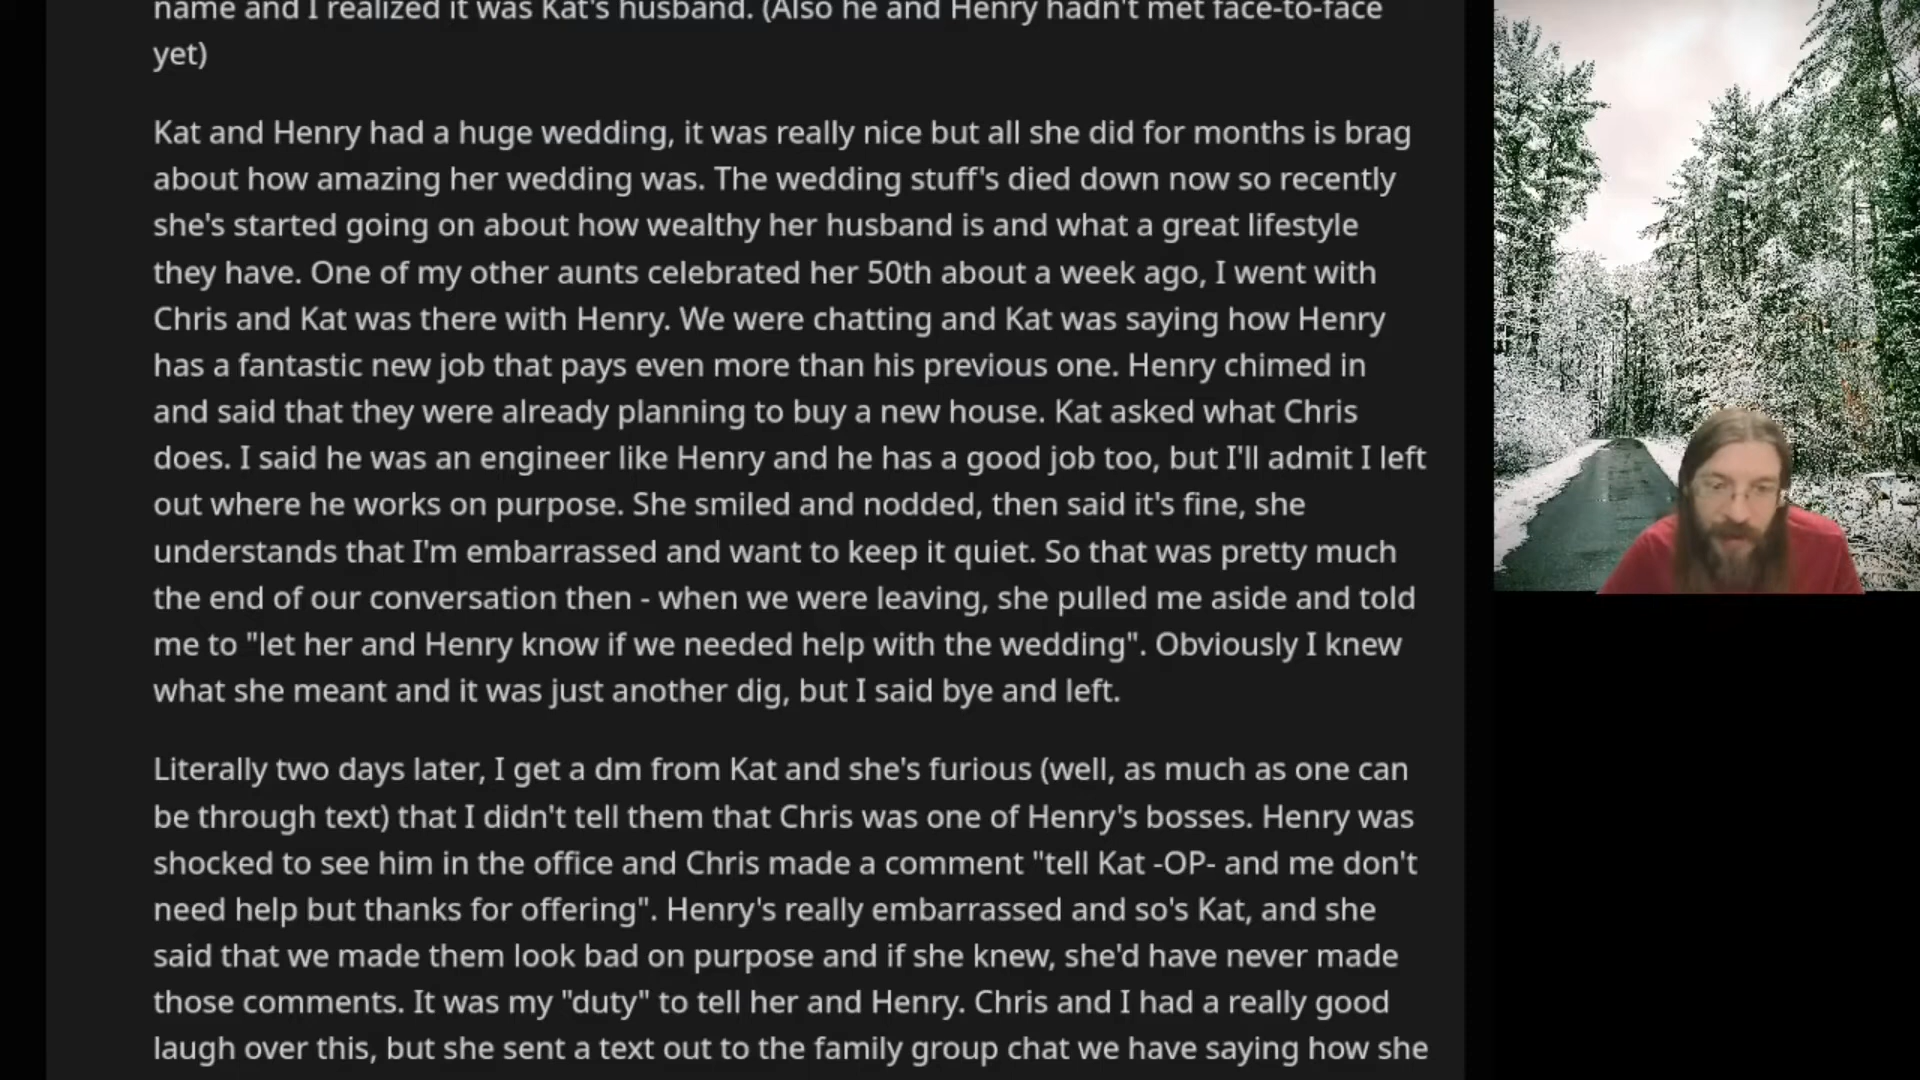 name and I realized it was Kat's husband. (Also he and Henry hadn't met face-to-face
yet)
Kat and Henry had a huge wedding, it was really nice but all she did for months is brag
about how amazing her wedding was. The wedding stuff's died down now so recently
she's started going on about how wealthy her husband is and what a great lifestyle
they have. One of my other aunts celebrated her 50th about a week ago, I went with
Chris and Kat was there with Henry. We were chatting and Kat was saying how Henry
has a fantastic new job that pays even more than his previous one. Henry chimed in
and said that they were already planning to buy a new house. Kat asked what Chris
does. I said he was an engineer like Henry and he has a good job too, but I'll admit I left
out where he works on purpose. She smiled and nodded, then said it's fine, she
understands that I'm embarrassed and want to keep it quiet. So that was pretty much
the end of our conversation then - when we were leaving, she pulled me aside and told
me to "let her and Henry know if we needed help with the wedding". Obviously I knew
what she meant and it was just another dig, but I said bye and left.
Literally two days later, I get a dm from Kat and she's furious (well, as much as one can
be through text) that I didn't tell them that Chris was one of Henry's bosses. Henry was
shocked to see him in the office and Chris made a comment "tell Kat -OP- and me don't
need help but thanks for offering". Henry's really embarrassed and so's Kat, and she
said that we made them look bad on purpose and if she knew, she'd have never made
those comments. It was my "duty" to tell her and Henry. Chris and I had a really good
laugh over this, but she sent a text out to the family group chat we have saying how she